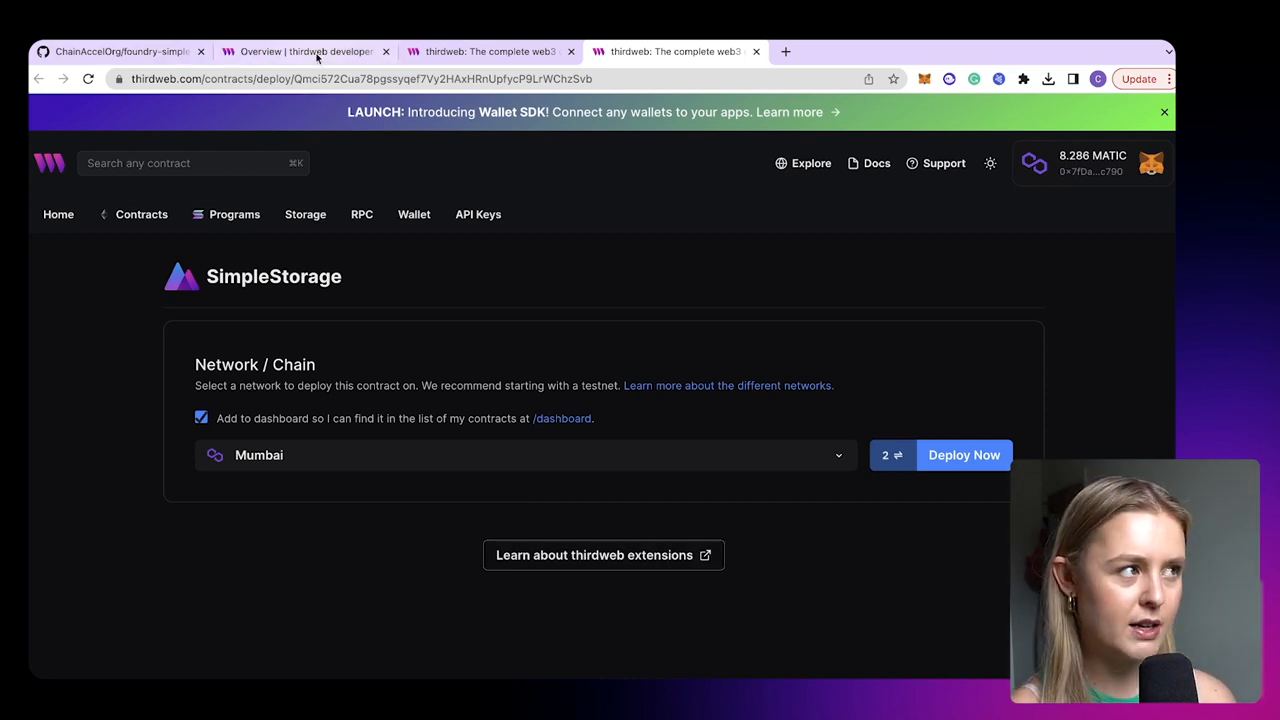 ChainAccelOrg/foundry-simple
Overview | thirdweb developer
thirdweb: The complete web3
thirdweb: The complete web3
thirdweb.com/contracts/deploy/Qmci572Cua78pgssyqef7Vy2HAxHRnUpfycP9LrWChzSvb
C
Update
LAUNCH: Introducing Wallet SDK! Connect any wallets to your apps. Learn more →
Search any contract
⌘K
Explore
Docs
Support
8.286 MATIC
0x7fDa...c790
Home
Contracts
Programs
Storage
RPC
Wallet
API Keys
SimpleStorage
Network / Chain
Select a network to deploy this contract on. We recommend starting with a testnet. Learn more about the different networks.
Add to dashboard so I can find it in the list of my contracts at /dashboard.
Mumbai
2 ⇌
Deploy Now
Learn about thirdweb extensions